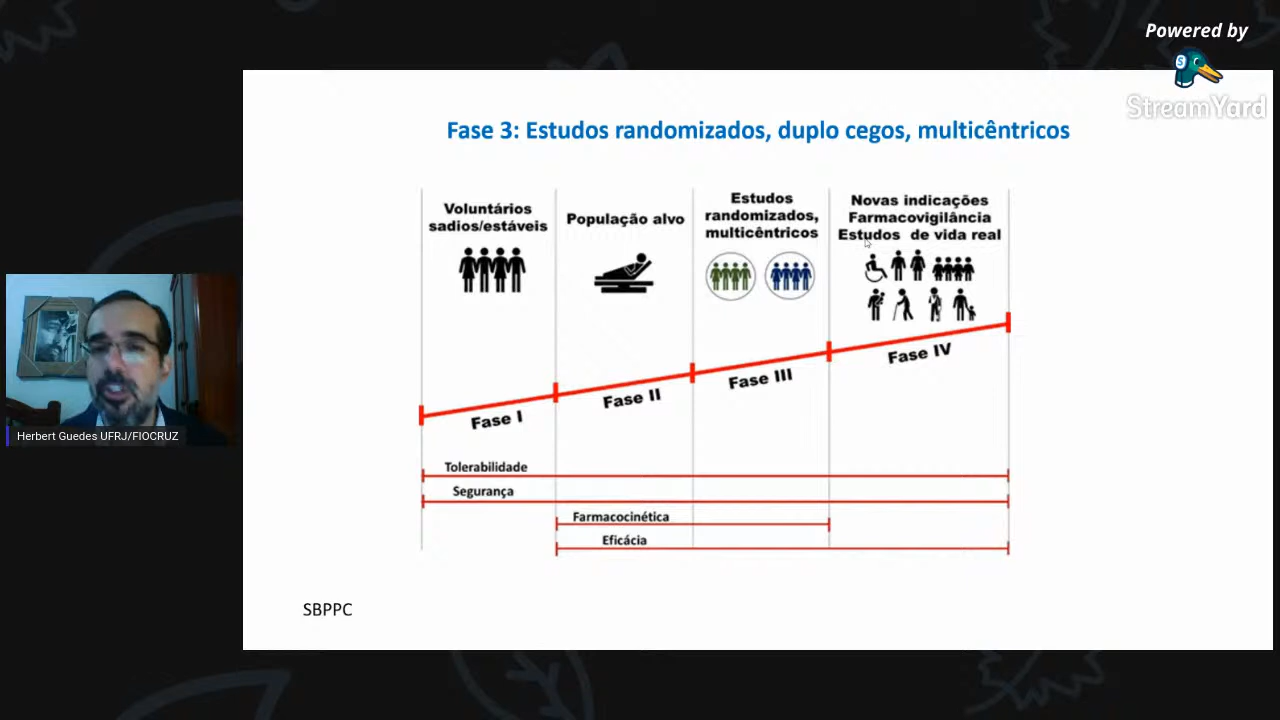 Powered by
StreamYard
Fase 3: Estudos randomizados, duplo cegos, multicêntricos
Voluntários
sadios/estáveis
População alvo
Estudos
randomizados,
multicêntricos
Novas indicações
Farmacovigilância
Estudos de vida real
Fase I
Fase II
Fase III
Fase IV
Tolerabilidade
Segurança
Farmacocinética
Eficácia
SBPPC
Herbert Guedes UFRJ/FIOCRUZ